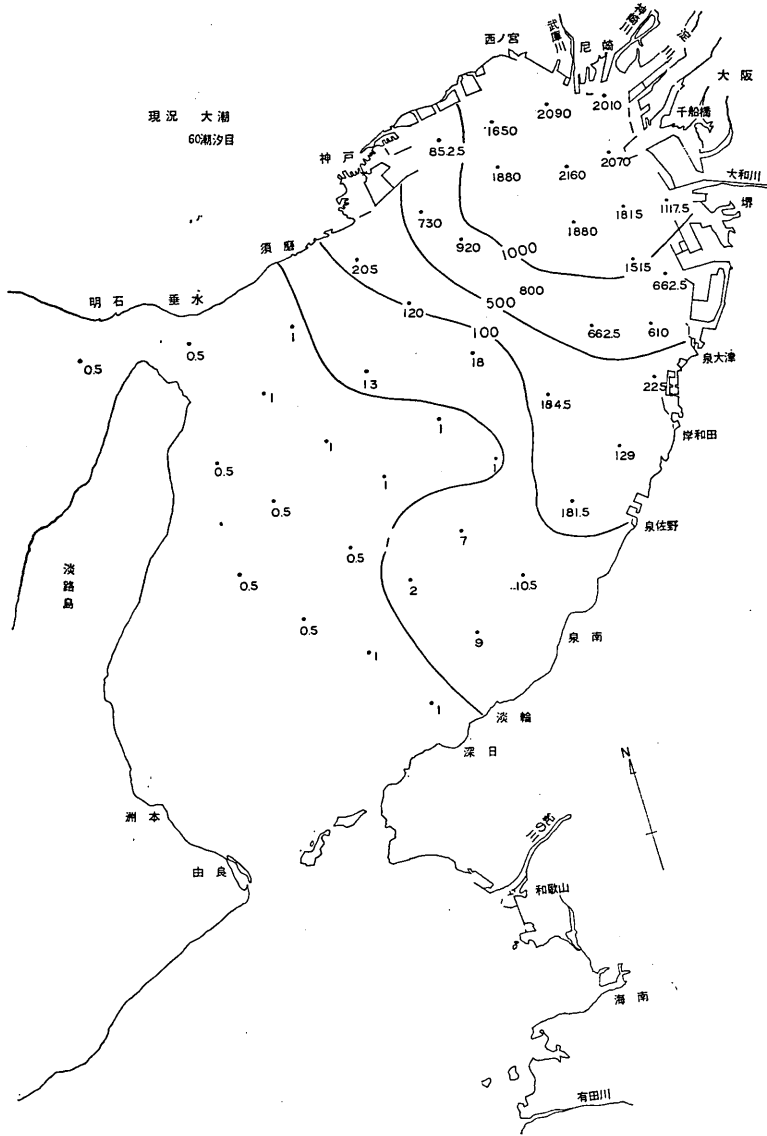 西ノ宮
武庫川
尼崎
神崎川
淀川
大阪
現況 大潮
60潮汐目
千船橋
神戸
大和川
堺
2090
2010
1650
852.5
1880
2160
2070
730
920
1880
1815
1117.5
1000
1515
須磨
205
800
662.5
500
120
100
662.5
610
明石
垂水
泉大津
0.5
0.5
1
18
13
225
1
184.5
岸和田
1
1
129
0.5
1
1
0.5
181.5
泉佐野
7
0.5
淡路島
0.5
2
10.5
0.5
9
泉南
1
1
淡輪
深日
N
洲本
由良
和歌山
海南
有田川